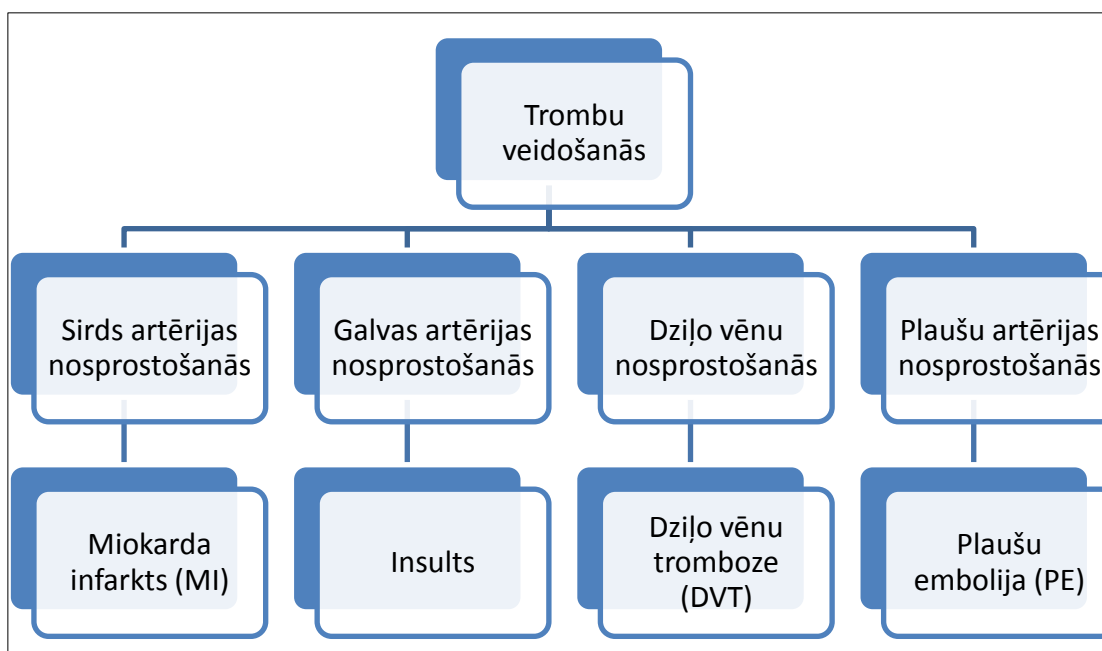 Trombu
veidošanās
Sirds artērijas
nosprostošanās
Galvas artērijas
nosprostošanās
Dziļo vēnu
nosprostošanās
Plaušu artērijas
nosprostošanās
Miokarda
infarkts (MI)
Insults
Dziļo vēnu
tromboze
(DVT)
Plaušu
embolija (PE)